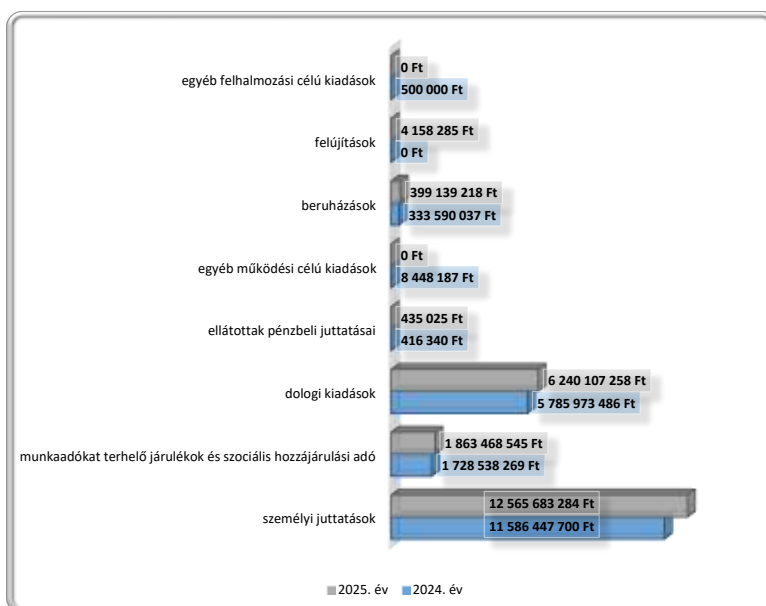 egyéb felhalmozási célú kiadások
0 Ft
500 000 Ft
felújítások
4 158 285 Ft
0 Ft
beruházások
399 139 218 Ft
333 590 037 Ft
egyéb működési célú kiadások
0 Ft
8 448 187 Ft
ellátottak pénzbeli juttatásai
435 025 Ft
416 340 Ft
dologi kiadások
6 240 107 258 Ft
5 785 973 486 Ft
munkaadókat terhelő járulékok és szociális hozzájárulási adó
1 863 468 545 Ft
1 728 538 269 Ft
személyi juttatások
12 565 683 284 Ft
11 586 447 700 Ft
2025. év 2024. év